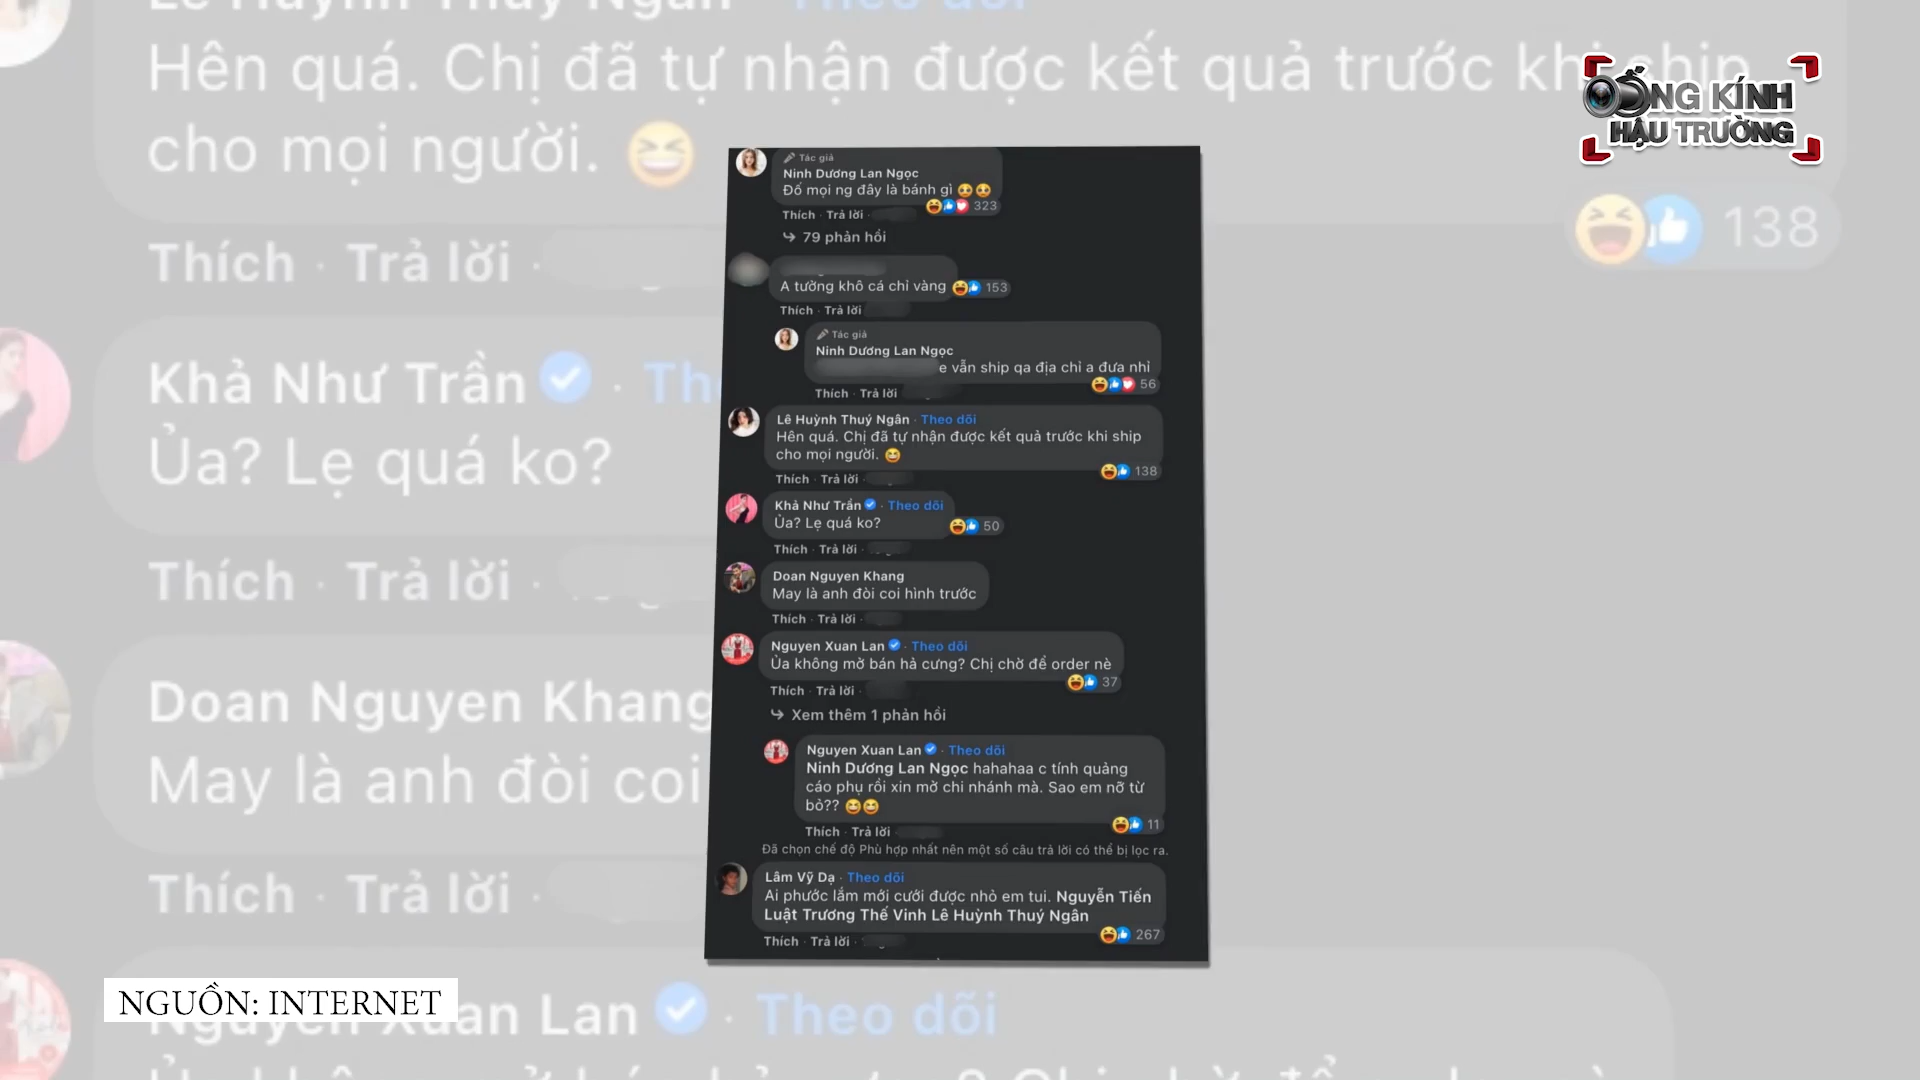 Hên quá. Chị đã tự nhận được kết quả trước khi ship
cho mọi người.
138
Thích · Trả lời ·
Khả Như Trần
Ủa? Lẹ quá ko?
Thích · Trả lời ·
Doan Nguyen Khang
May là anh đòi coi
Thích · Trả lời ·
Nguyen Xuan Lan · Theo dõi
ỐNG KÍNH
HẬU TRƯỜNG
Tác giả
Ninh Dương Lan Ngọc
Đố mọi ng đây là bánh gì
323
Thích · Trả lời
79 phản hồi
A tưởng khô cá chỉ vàng
153
Thích · Trả lời
Tác giả
Ninh Dương Lan Ngọc
e vẫn ship qa địa chỉ a đưa nhỉ
56
Thích · Trả lời
Lê Huỳnh Thuý Ngân · Theo dõi
Hên quá. Chị đã tự nhận được kết quả trước khi ship
cho mọi người.
138
Thích · Trả lời
Khả Như Trần · Theo dõi
Ủa? Lẹ quá ko?
50
Thích · Trả lời ·
Doan Nguyen Khang
May là anh đòi coi hình trước
Thích · Trả lời ·
Nguyen Xuan Lan · Theo dõi
Ủa không mở bán hả cưng? Chị chờ để order nè
37
Thích · Trả lời ·
Xem thêm 1 phản hồi
Nguyen Xuan Lan · Theo dõi
Ninh Dương Lan Ngọc hahahaa c tính quảng
cáo phụ rồi xin mở chi nhánh mà. Sao em nỡ từ
bỏ??
11
Thích · Trả lời ·
Đã chọn chế độ Phù hợp nhất nên một số câu trả lời có thể bị lọc ra.
Lâm Vỹ Dạ · Theo dõi
Ai phước lắm mới cưới được nhỏ em tui. Nguyễn Tiến
Luật Trương Thế Vinh Lê Huỳnh Thuý Ngân
267
Thích · Trả lời ·
NGUỒN: INTERNET